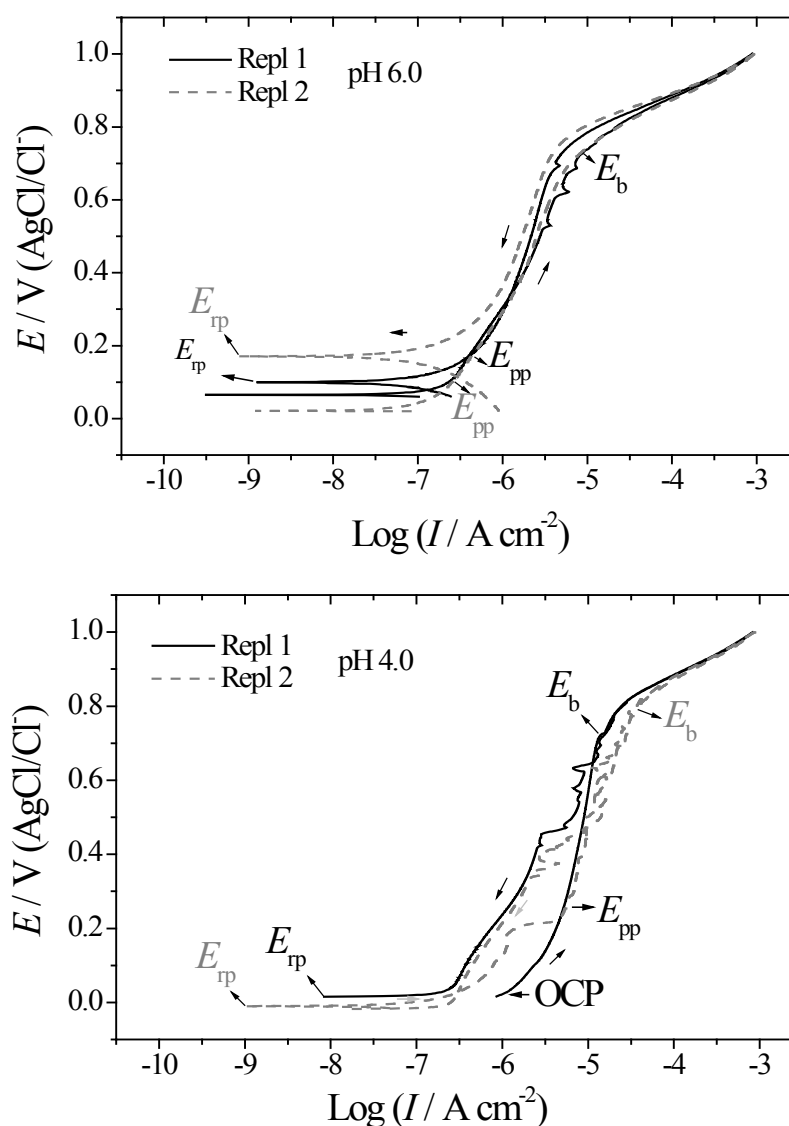 Repl 1
Repl 2
pH 6.0
E / V (AgCl/Cl⁻)
1.0
0.8
0.6
0.4
0.2
0.0
E_b
E_rp
E_rp
E_pp
E_pp
-10 -9 -8 -7 -6 -5 -4 -3
Log (I / A cm⁻²)
Repl 1
Repl 2
pH 4.0
E / V (AgCl/Cl⁻)
1.0
0.8
0.6
0.4
0.2
0.0
E_b
E_b
E_pp
E_rp
E_rp
OCP
-10 -9 -8 -7 -6 -5 -4 -3
Log (I / A cm⁻²)